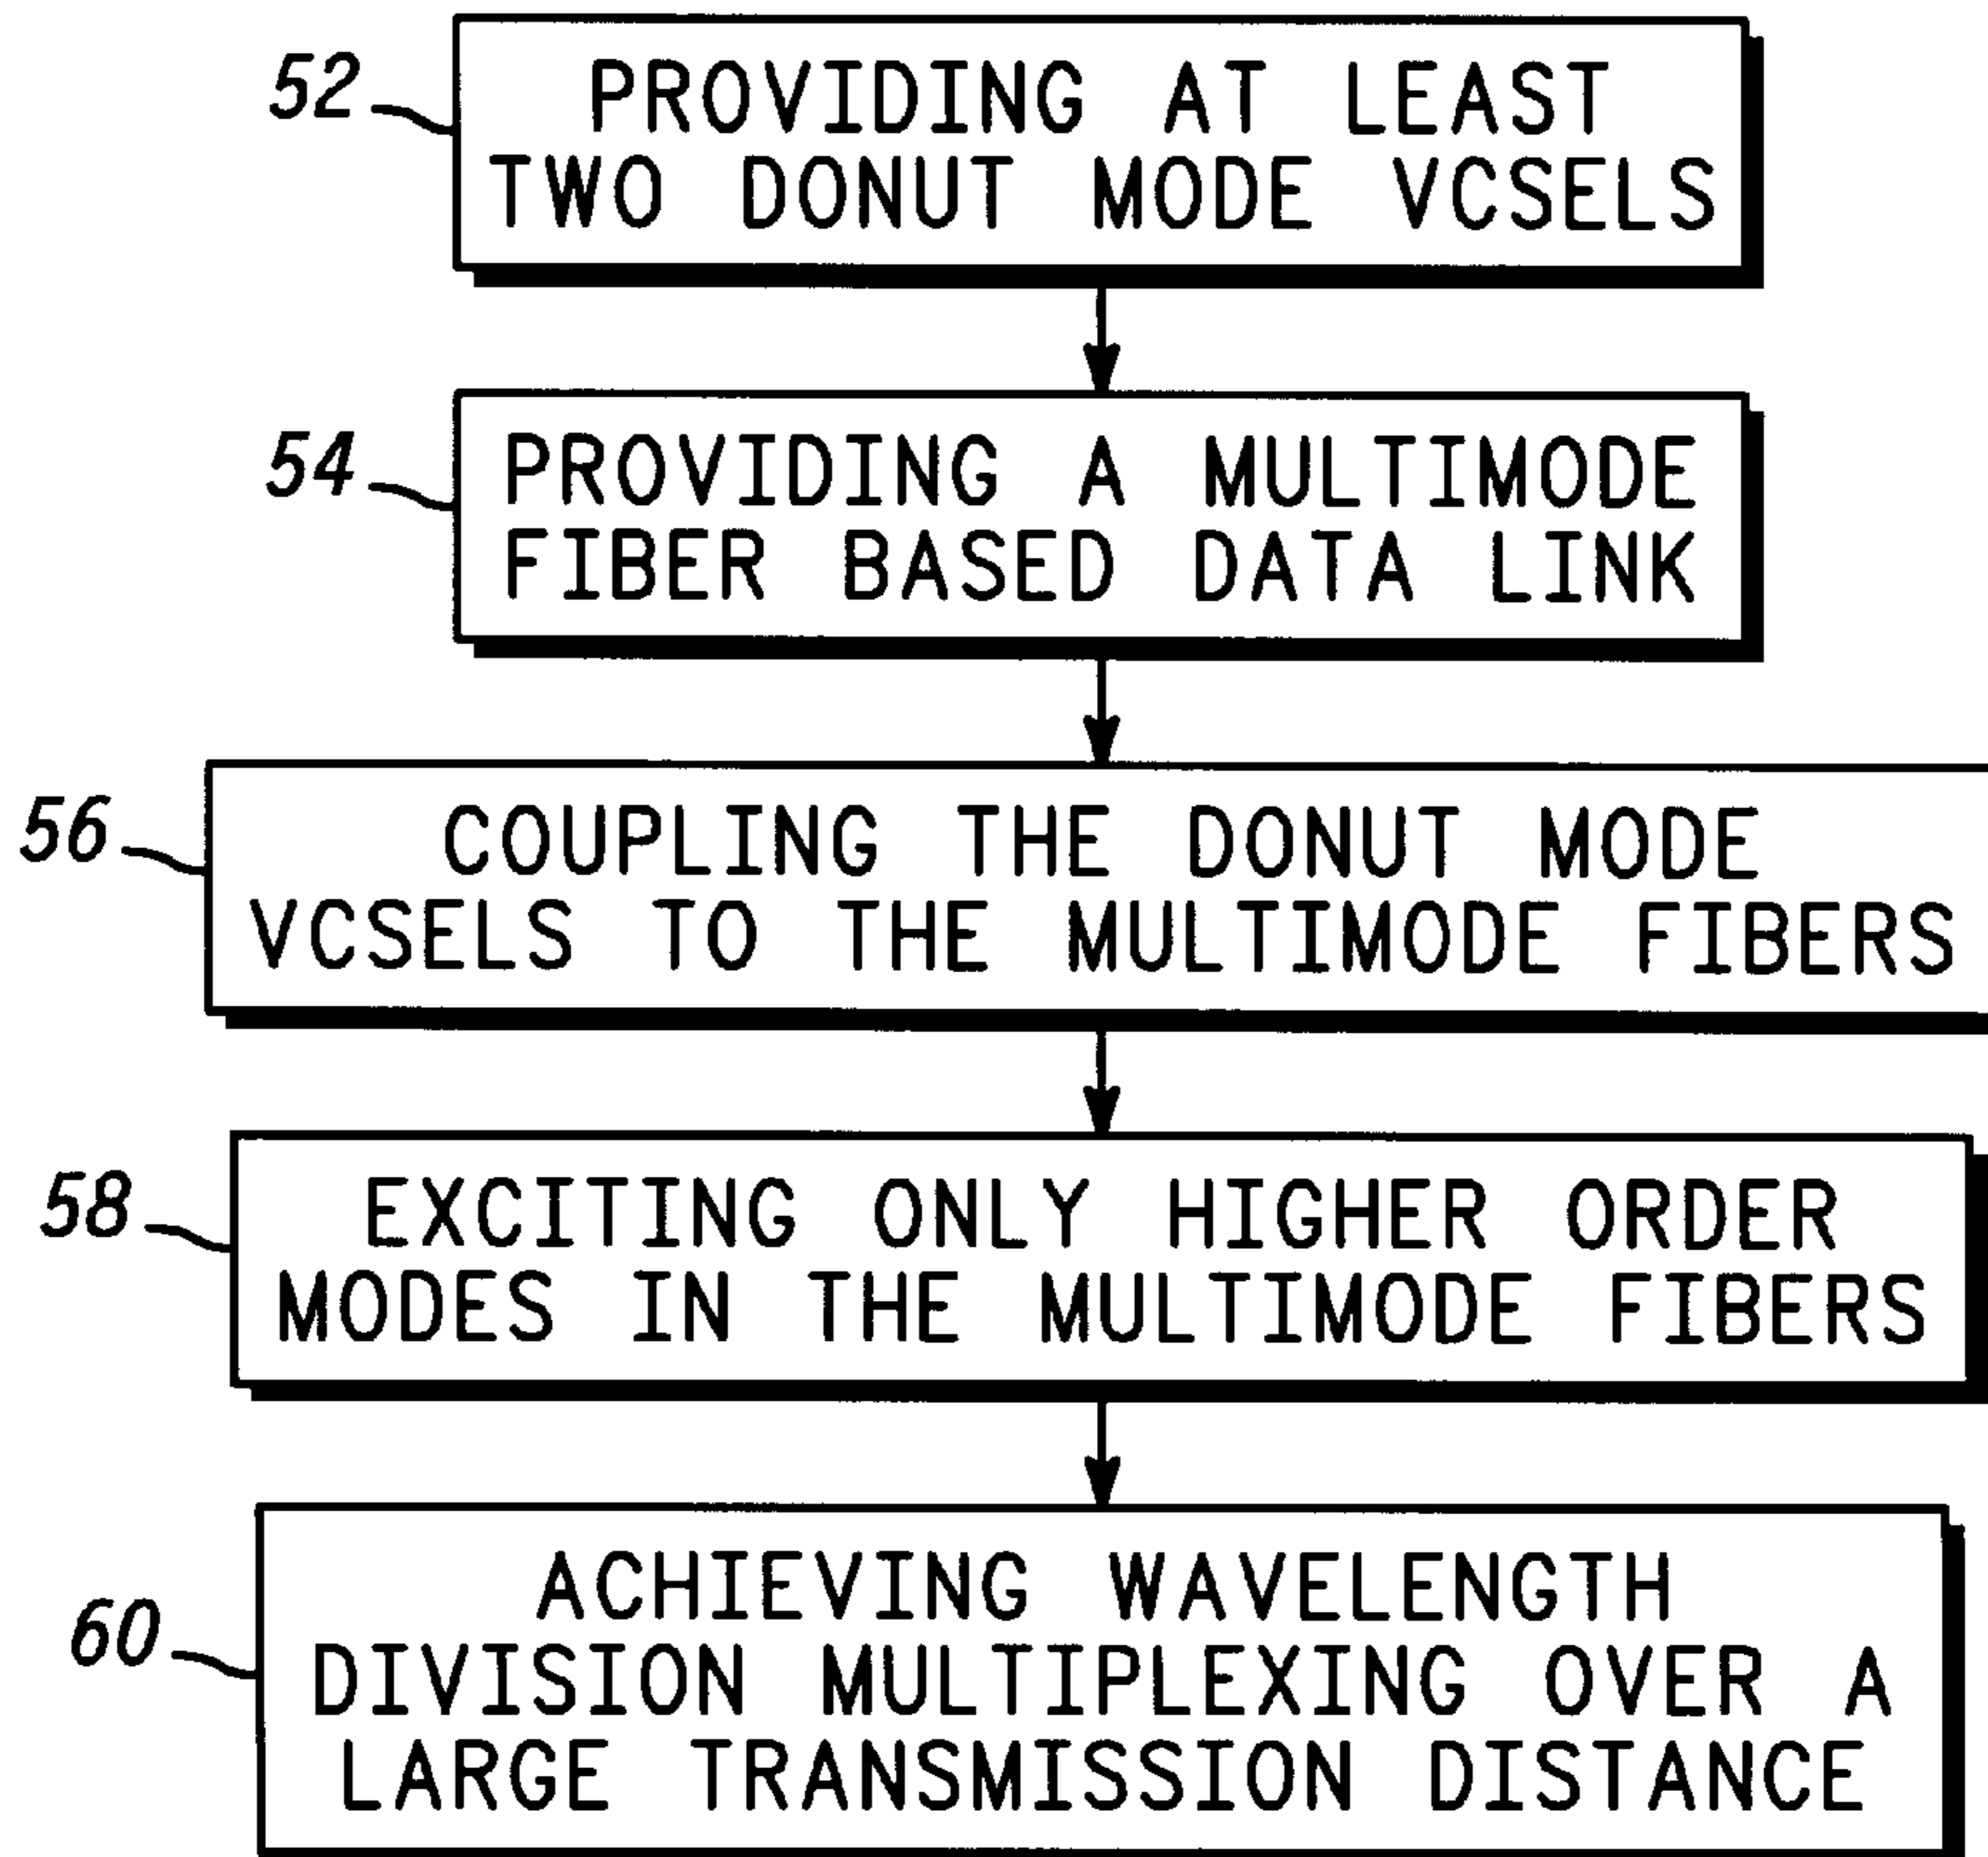 52
PROVIDING AT LEAST
TWO DONUT MODE VCSELS
54
PROVIDING A MULTIMODE
FIBER BASED DATA LINK
56
COUPLING THE DONUT MODE
VCSELS TO THE MULTIMODE FIBERS
58
EXCITING ONLY HIGHER ORDER
MODES IN THE MULTIMODE FIBERS
60
ACHIEVING WAVELENGTH
DIVISION MULTIPLEXING OVER A
LARGE TRANSMISSION DISTANCE